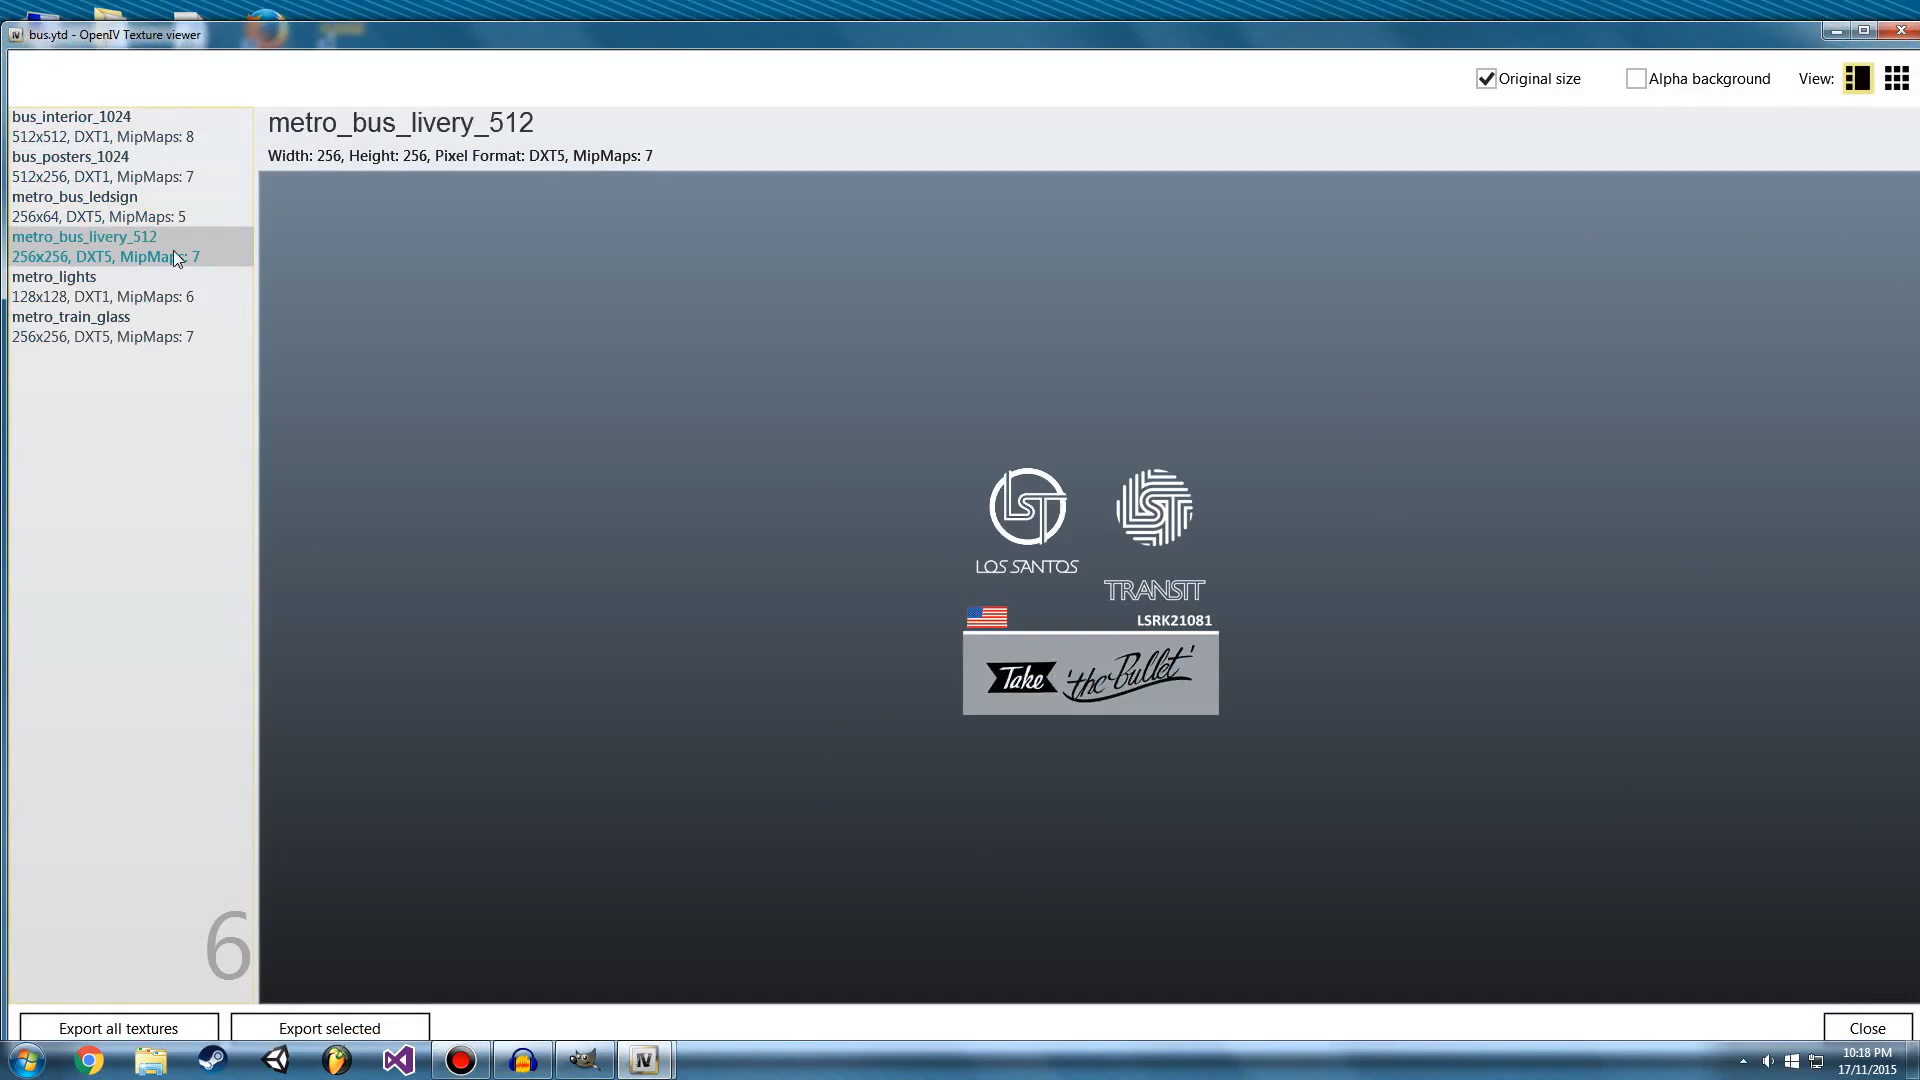 bus.ytd - OpenIV Texture viewer
Original size
Alpha background
View:
bus_interior_1024
512x512, DXT1, MipMaps: 8
bus_posters_1024
512x256, DXT1, MipMaps: 7
metro_bus_ledsign
256x64, DXT5, MipMaps: 5
metro_bus_livery_512
256x256, DXT5, MipMaps: 7
metro_lights
128x128, DXT1, MipMaps: 6
metro_train_glass
256x256, DXT5, MipMaps: 7
6
metro_bus_livery_512
Width: 256, Height: 256, Pixel Format: DXT5, MipMaps: 7
LST
LST
LOS SANTOS
TRANSIT
LSRK21081
Take 'the Bullet'
Export all textures
Export selected
Close
IV
10:18 PM
17/11/2015